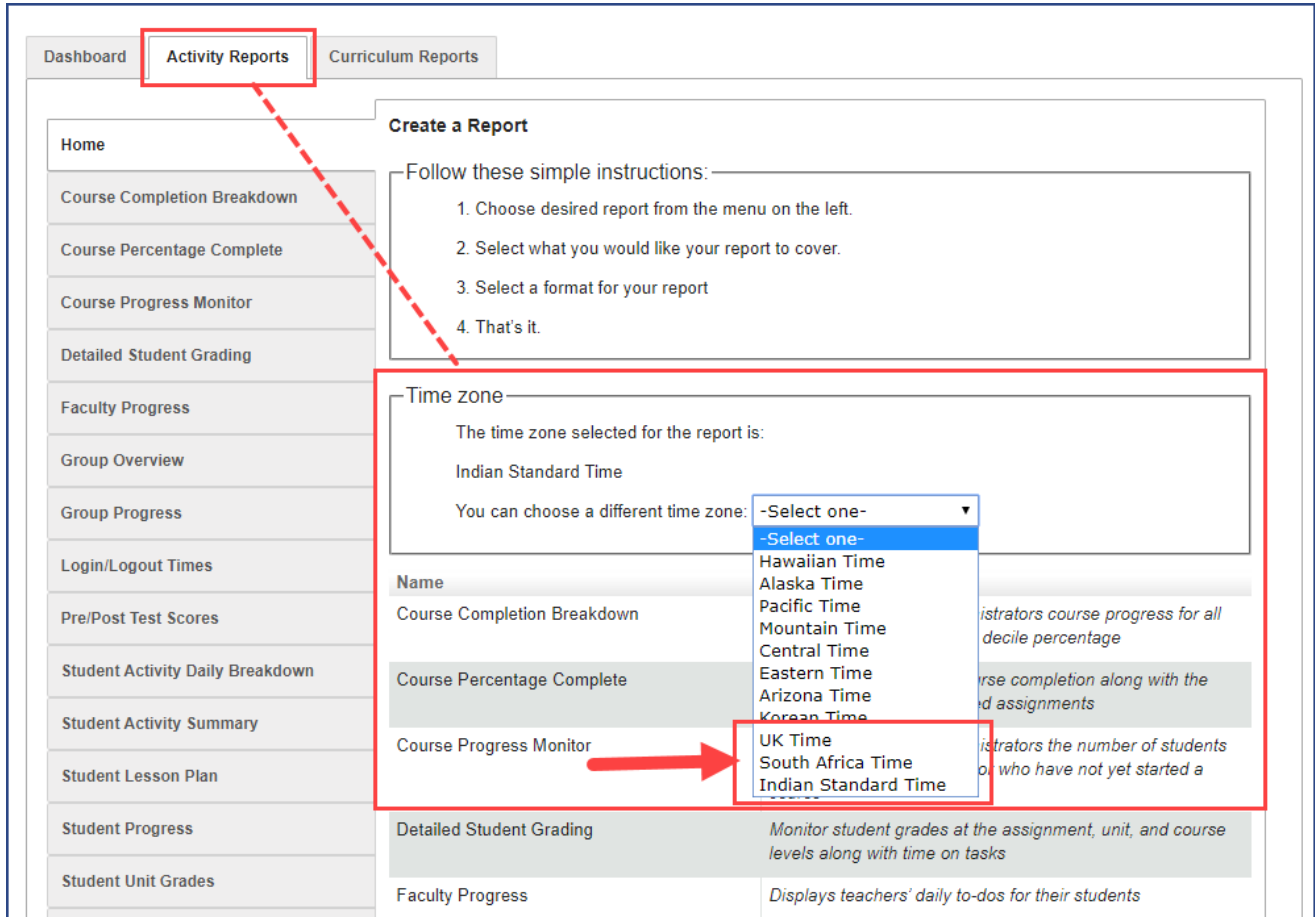 Dashboard
Activity Reports
Curriculum Reports
Home
Course Completion Breakdown
Course Percentage Complete
Course Progress Monitor
Detailed Student Grading
Faculty Progress
Group Overview
Group Progress
Login/Logout Times
Pre/Post Test Scores
Student Activity Daily Breakdown
Student Activity Summary
Student Lesson Plan
Student Progress
Student Unit Grades
Create a Report
Follow these simple instructions:
1. Choose desired report from the menu on the left.
2. Select what you would like your report to cover.
3. Select a format for your report
4. That's it.
Time zone
The time zone selected for the report is:
Indian Standard Time
You can choose a different time zone: -Select one-
-Select one-
Hawaiian Time
Alaska Time
Pacific Time
Mountain Time
Central Time
Eastern Time
Arizona Time
Korean Time
UK Time
South Africa Time
Indian Standard Time
Name
Course Completion Breakdown
course progress for all
decile percentage
Course Percentage Complete
completion along with the
assignments
Course Progress Monitor
the number of students
who have not yet started a
Detailed Student Grading
Monitor student grades at the assignment, unit, and course
levels along with time on tasks
Faculty Progress
Displays teachers' daily to-dos for their students